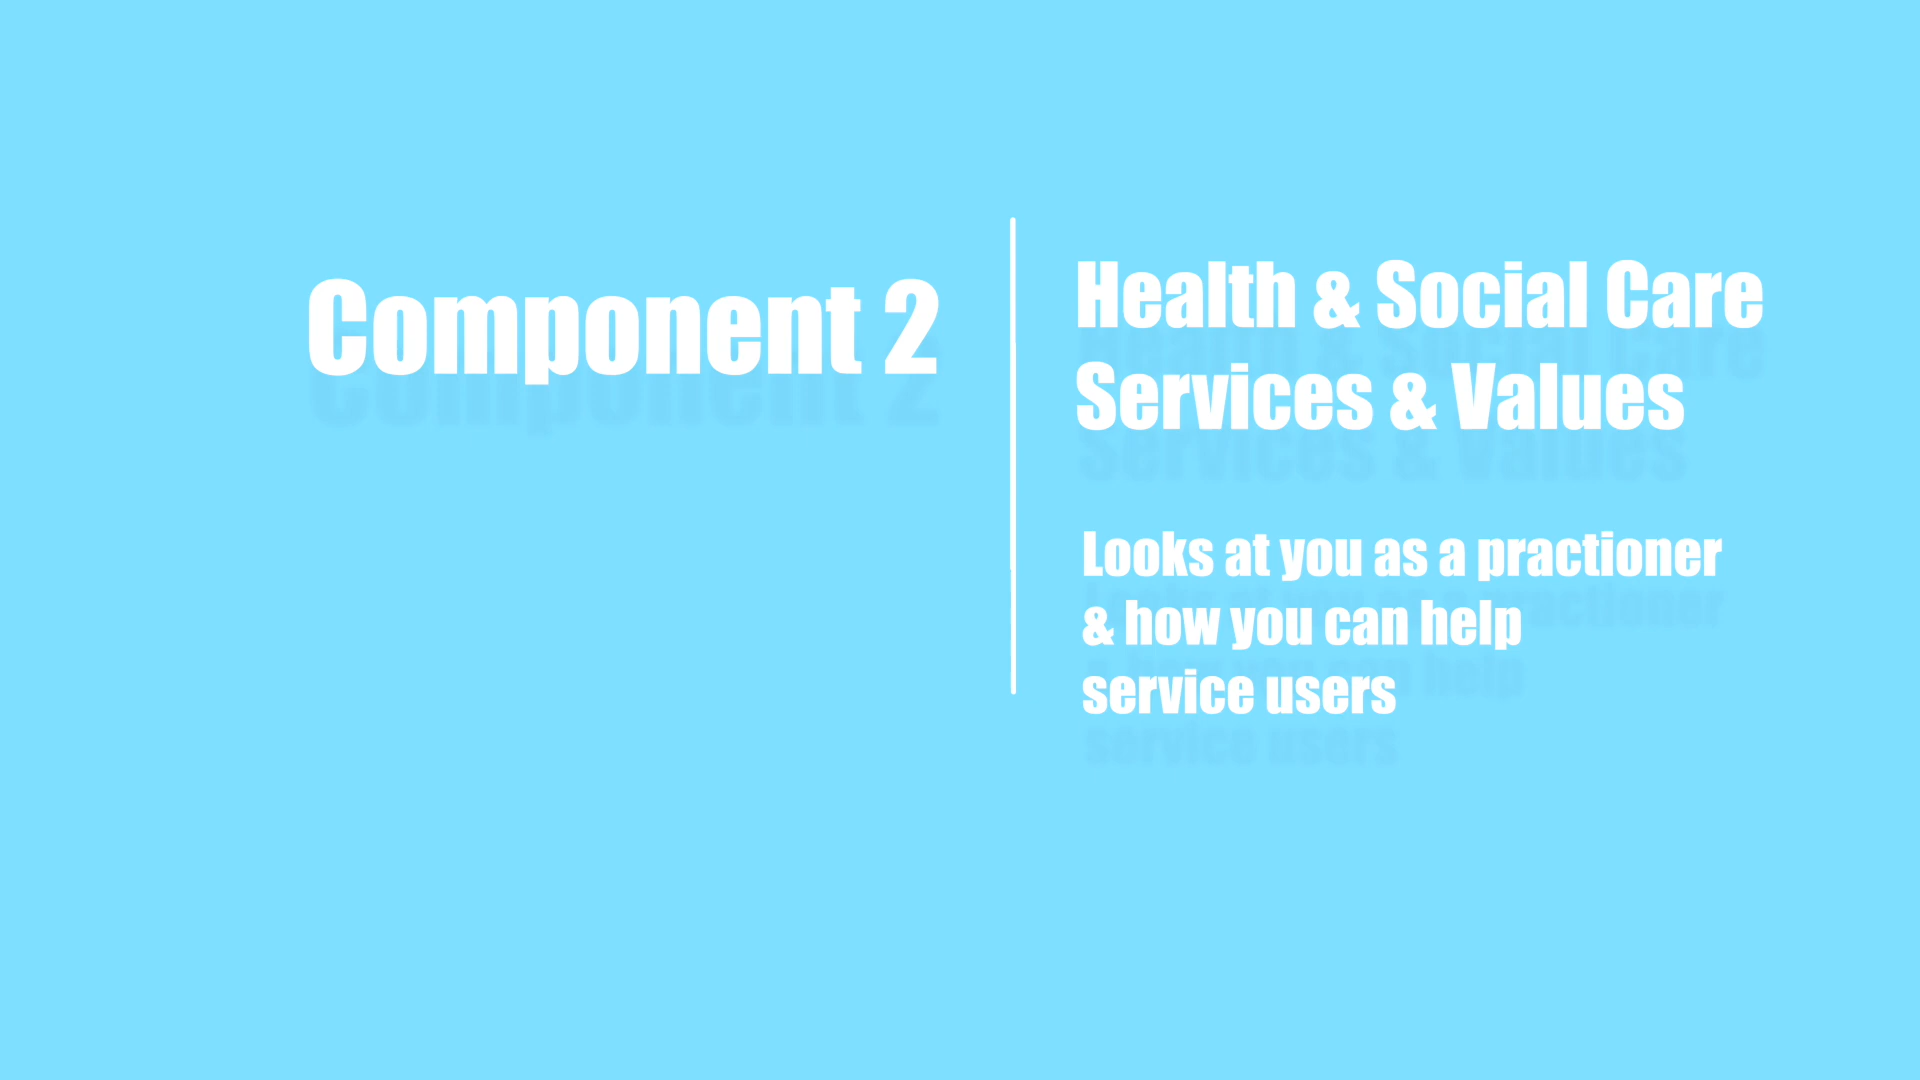 Component 2
Health & Social Care
Services & Values
Looks at you as a practioner
& how you can help
service users